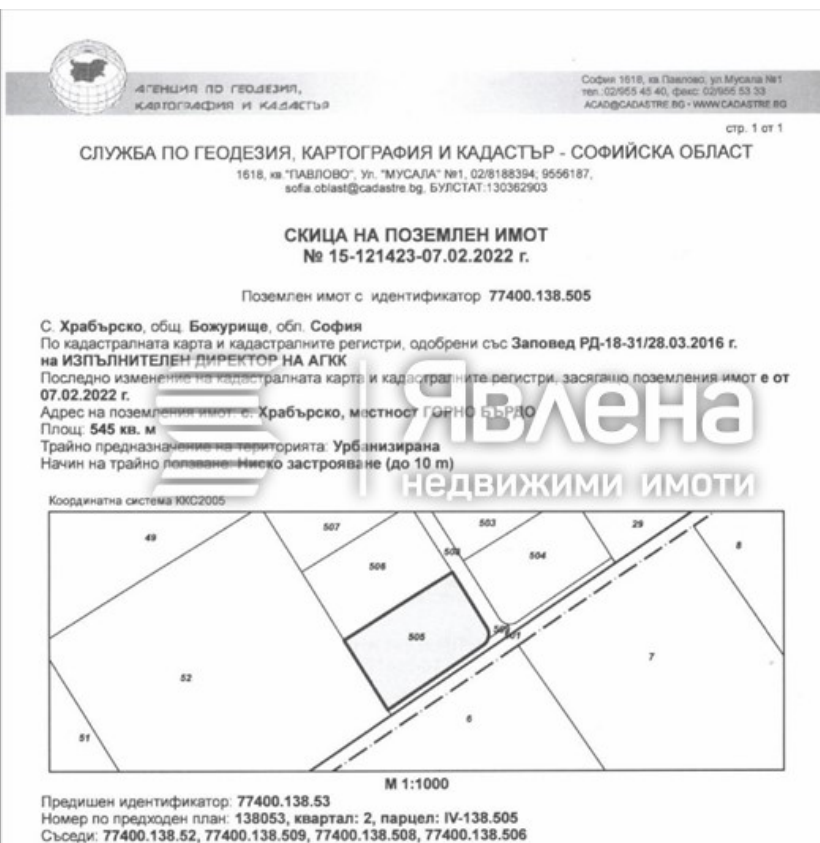 АГЕНЦИЯ ПО ГЕОДЕЗИЯ,
КАРТОГРАФИЯ И КАДАСТЪР
София 1618, кв.Павлово, ул.Мусала №1
тел.:02/955 45 40, факс: 02/955 53 33
ACAD@CADASTRE.BG • WWW.CADASTRE.BG
стр. 1 от 1
СЛУЖБА ПО ГЕОДЕЗИЯ, КАРТОГРАФИЯ И КАДАСТЪР - СОФИЙСКА ОБЛАСТ
1618, кв."ПАВЛОВО", Ул. "МУСАЛА" №1, 02/8188394; 9556187,
sofia.oblast@cadastre.bg, БУЛСТАТ:130362903
СКИЦА НА ПОЗЕМЛЕН ИМОТ
№ 15-121423-07.02.2022 г.
Поземлен имот с идентификатор 77400.138.505
С. Храбърско, общ. Божурище, обл. София
По кадастралната карта и кадастралните регистри, одобрени със Заповед РД-18-31/28.03.2016 г.
на ИЗПЪЛНИТЕЛЕН ДИРЕКТОР НА АГКК
Последно изменение на кадастралната карта и кадастралните регистри, засягащо поземления имот е от
07.02.2022 г.
Адрес на поземления имот: с. Храбърско, местност ГОРНО БЪРДО
Площ: 545 кв. м
Трайно предназначение на територията: Урбанизирана
Начин на трайно ползване: Ниско застрояване (до 10 m)
Явлена
недвижими имоти
Координатна система ККС2005
49
507
503
29
8
506
504
505
7
52
6
51
М 1:1000
Предишен идентификатор: 77400.138.53
Номер по предходен план: 138053, квартал: 2, парцел: IV-138.505
Съседи: 77400.138.52, 77400.138.509, 77400.138.508, 77400.138.506